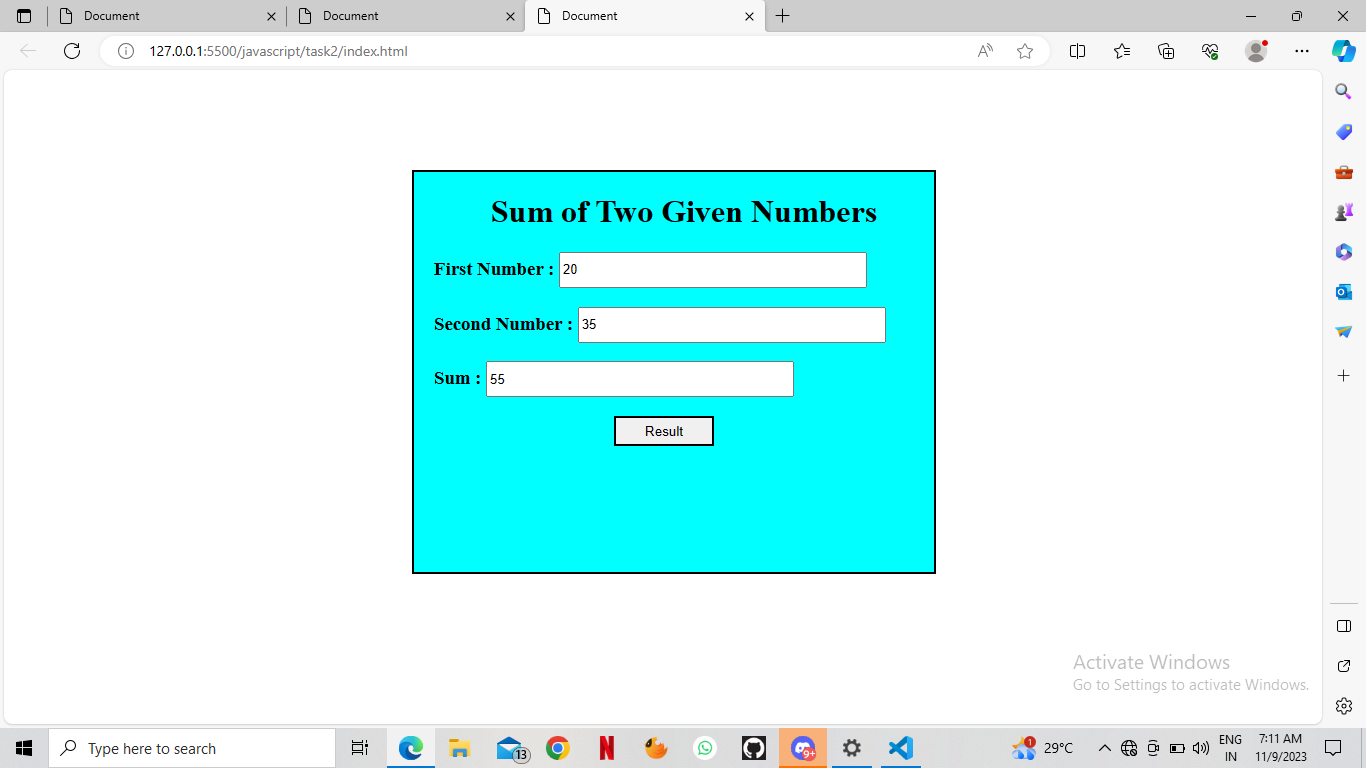 Document
Document
Document
127.0.0.1:5500/javascript/task2/index.html
Sum of Two Given Numbers
First Number : 20
Second Number : 35
Sum : 55
Result
Activate Windows
Go to Settings to activate Windows.
Type here to search
13
9+
1
29°C
ENG
IN
7:11 AM
11/9/2023